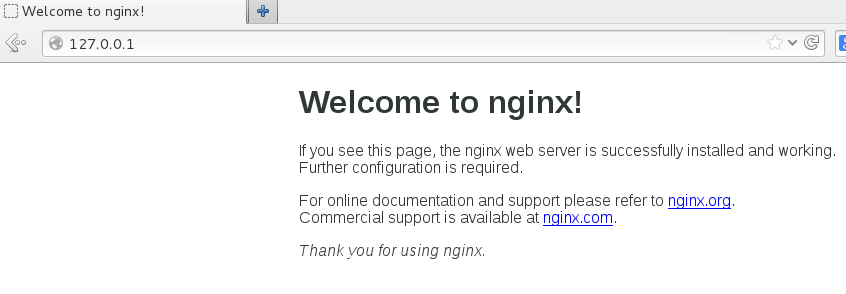 Welcome to nginx!
127.0.0.1
Welcome to nginx!
If you see this page, the nginx web server is successfully installed and working.
Further configuration is required.
For online documentation and support please refer to nginx.org.
Commercial support is available at nginx.com.
Thank you for using nginx.